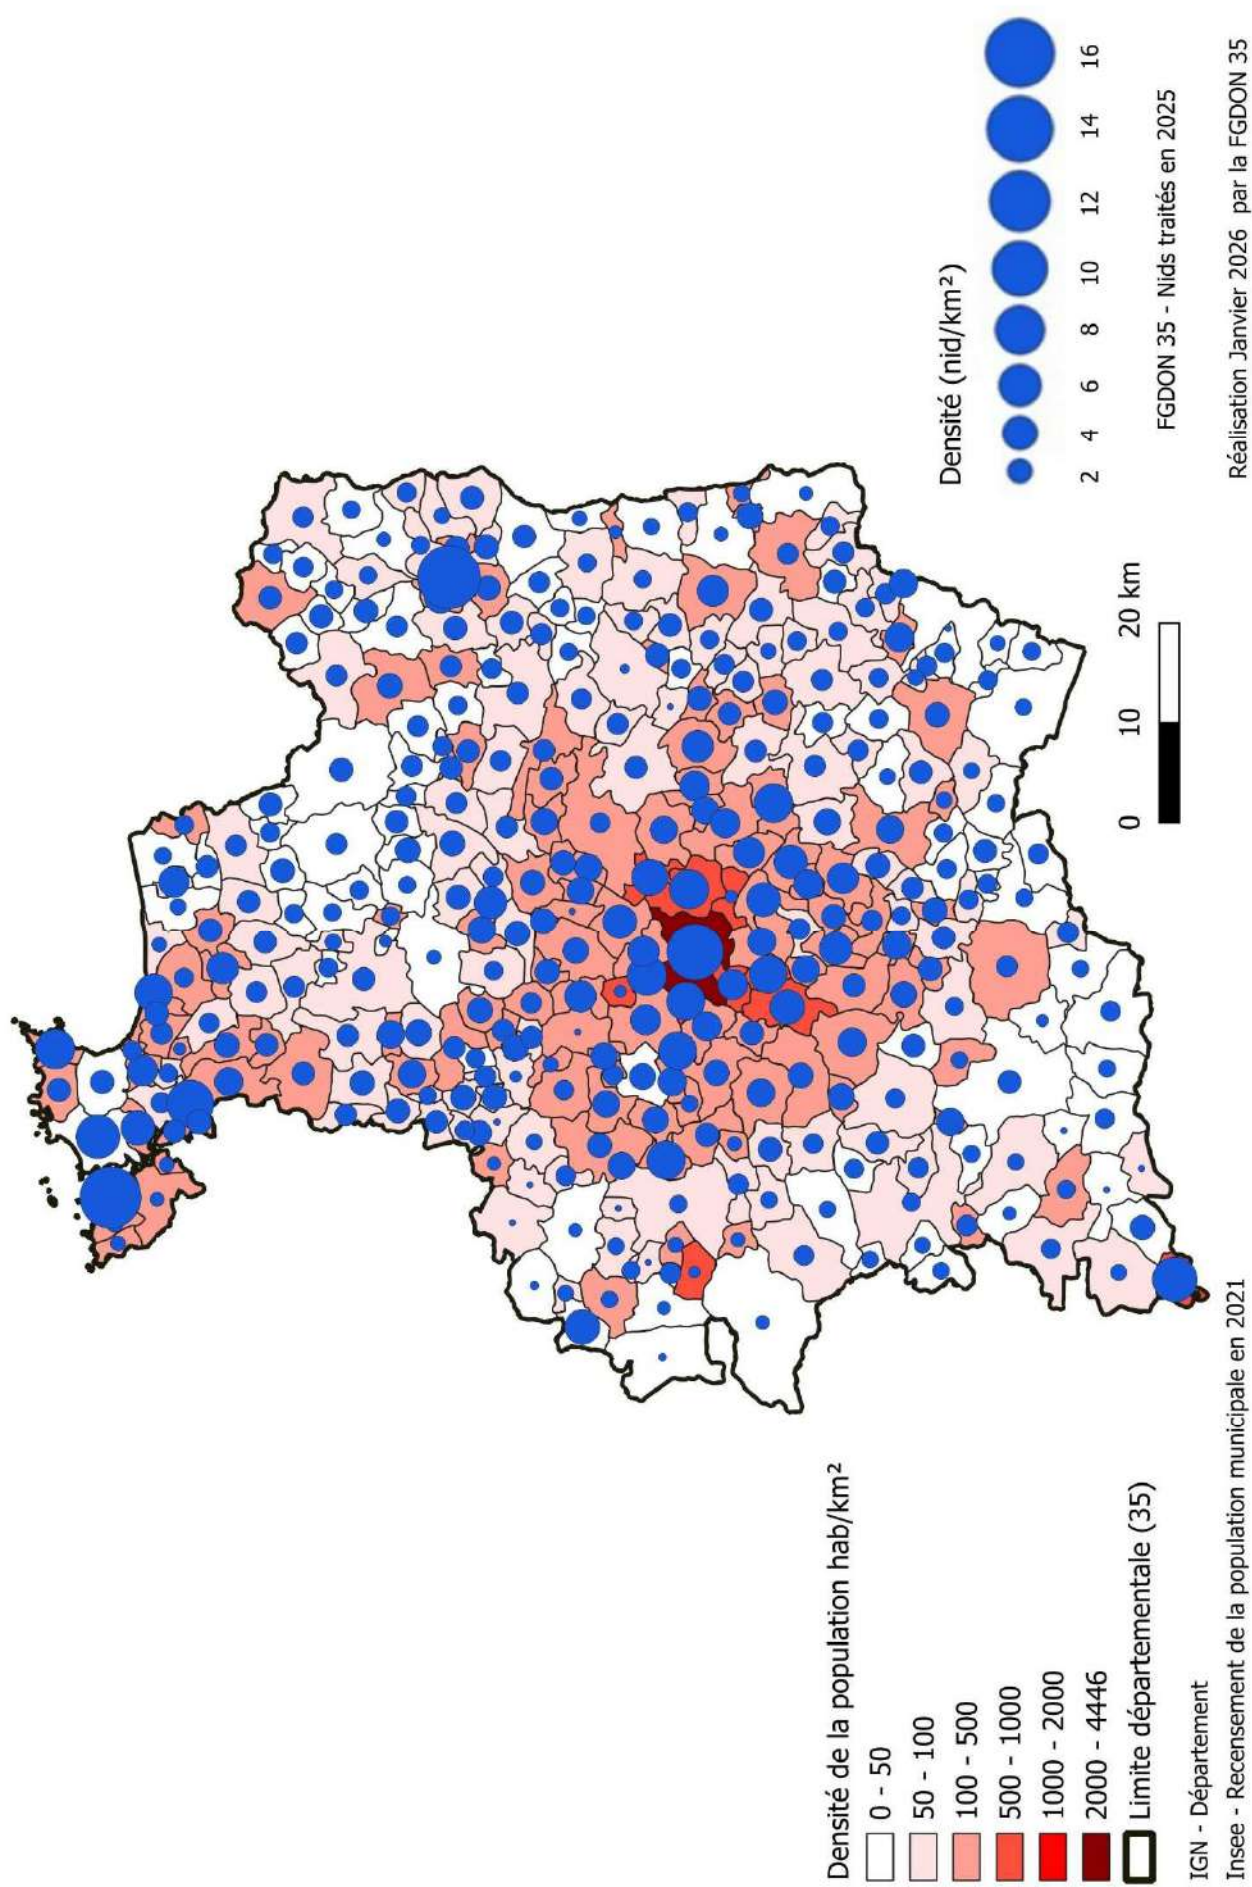 Densité de la population hab/km²
0 - 50
50 - 100
100 - 500
500 - 1000
1000 - 2000
2000 - 4446
Limite départementale (35)
IGN - Département
Insee - Recensement de la population municipale en 2021
0 10 20 km
Densité (nid/km²)
2 4 6 8 10 12 14 16
FGDON 35 - Nids traités en 2025
Réalisation Janvier 2026 par la FGDON 35